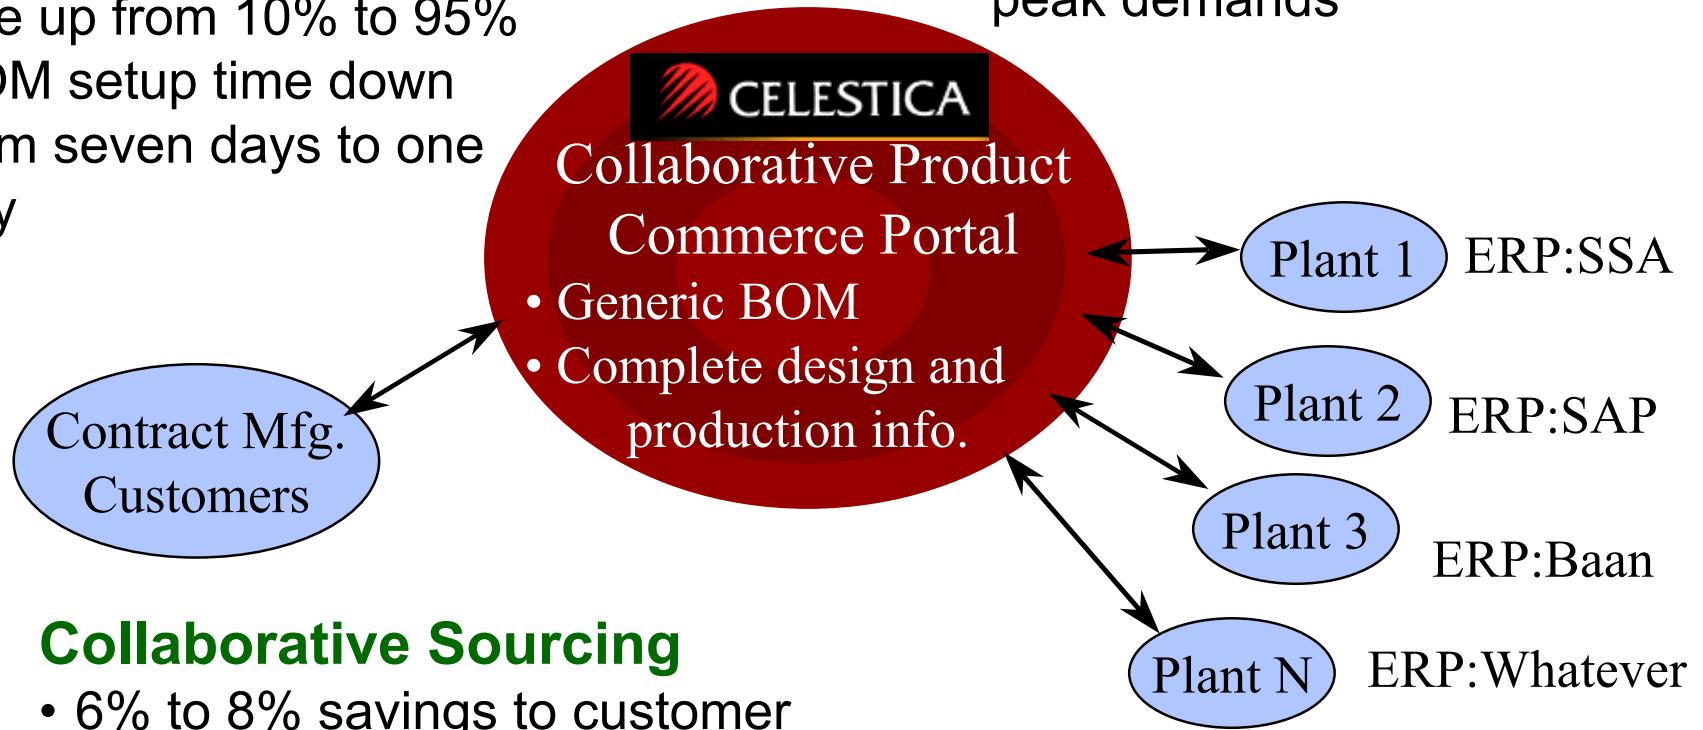 e up from 10% to 95%
M setup time down
m seven days to one
y
peak demands
CELESTICA
Collaborative Product
Commerce Portal
• Generic BOM
• Complete design and
production info.
Contract Mfg.
Customers
Plant 1
ERP:SSA
Plant 2
ERP:SAP
Plant 3
ERP:Baan
Plant N
ERP:Whatever
Collaborative Sourcing
• 6% to 8% savings to customer